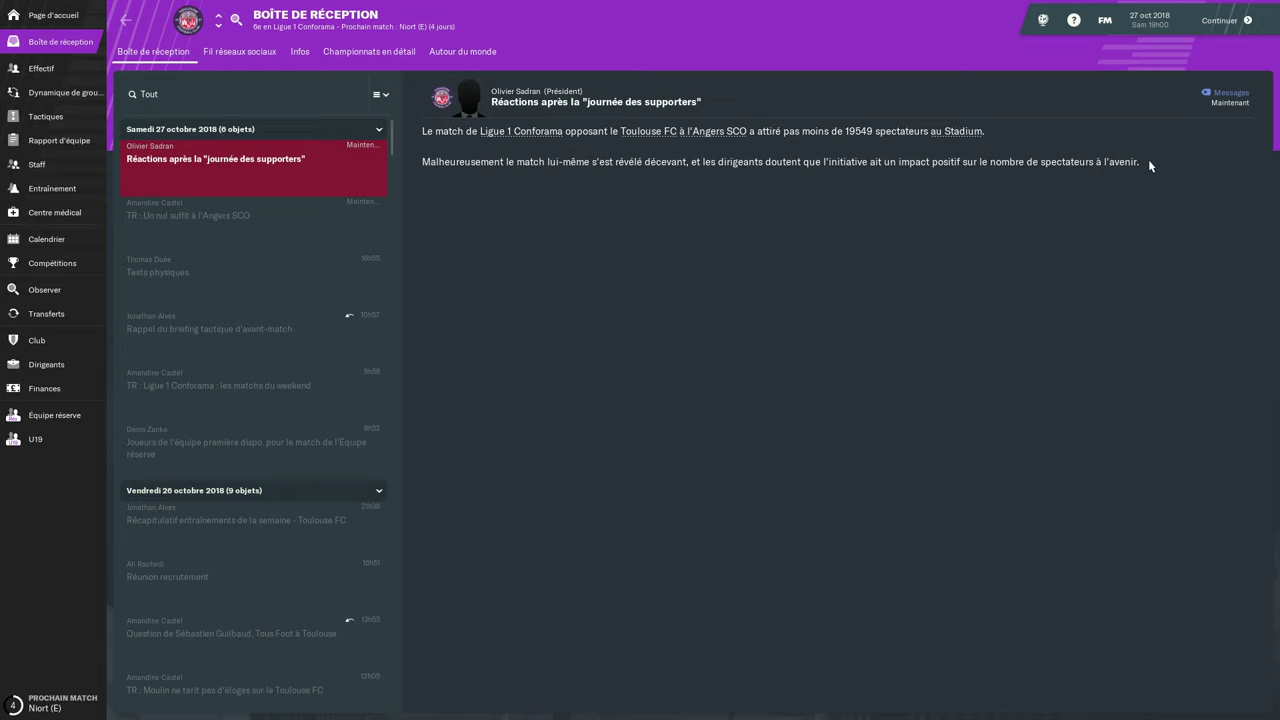 Page d'accueil
BOÎTE DE RÉCEPTION
6e en Ligue 1 Conforama - Prochain match : Niort (E) (4 jours)
FM
27 oct 2018
Sam 19h00
Continuer
Boîte de réception
Effectif
Dynamique de grou...
Tactiques
Rapport d'équipe
Staff
Entraînement
Centre médical
Calendrier
Compétitions
Observer
Transferts
Club
Dirigeants
Finances
Équipe réserve
U19
PROCHAIN MATCH
4
Niort (E)
Boîte de réception
Fil réseaux sociaux
Infos
Championnats en détail
Autour du monde
Tout
Samedi 27 octobre 2018 (6 objets)
Olivier Sadran
Mainten...
Réactions après la "journée des supporters"
Amandine Castel
Mainten...
TR : Un nul suffit à l'Angers SCO
Thomas Duée
16h55
Tests physiques
Jonathan Alves
10h57
Rappel du briefing tactique d'avant-match
Amandine Castel
9h58
TR : Ligue 1 Conforama : les matchs du weekend
Denis Zanko
8h32
Joueurs de l'équipe première dispo. pour le match de l'Équipe
réserve
Vendredi 26 octobre 2018 (9 objets)
Jonathan Alves
21h38
Récapitulatif entraînements de la semaine - Toulouse FC
Ali Rachedi
16h51
Réunion recrutement
Amandine Castel
13h53
Question de Sébastien Guilbaud, Tous Foot à Toulouse
Amandine Castel
12h05
TR : Moulin ne tarit pas d'éloges sur le Toulouse FC
Olivier Sadran (Président)
Réactions après la "journée des supporters"
Messages
Maintenant
Le match de Ligue 1 Conforama opposant le Toulouse FC à l'Angers SCO a attiré pas moins de 19549 spectateurs au Stadium.
Malheureusement le match lui-même s'est révélé décevant, et les dirigeants doutent que l'initiative ait un impact positif sur le nombre de spectateurs à l'avenir.